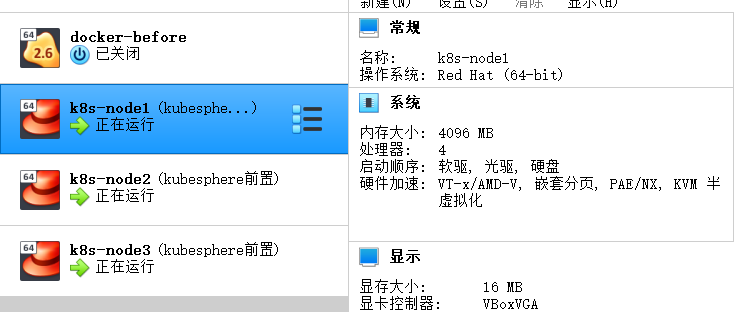 新建(N) 设置(S) 清除 显示(H)
64
2.6
docker-before
已关闭
64
k8s-node1 (kubesphe...)
正在运行
64
k8s-node2 (kubesphere前置)
正在运行
64
k8s-node3 (kubesphere前置)
正在运行
常规
名称: k8s-node1
操作系统: Red Hat (64-bit)
系统
内存大小: 4096 MB
处理器: 4
启动顺序: 软驱, 光驱, 硬盘
硬件加速: VT-x/AMD-V, 嵌套分页, PAE/NX, KVM 半
虚拟化
显示
显存大小: 16 MB
显卡控制器: VBoxVGA